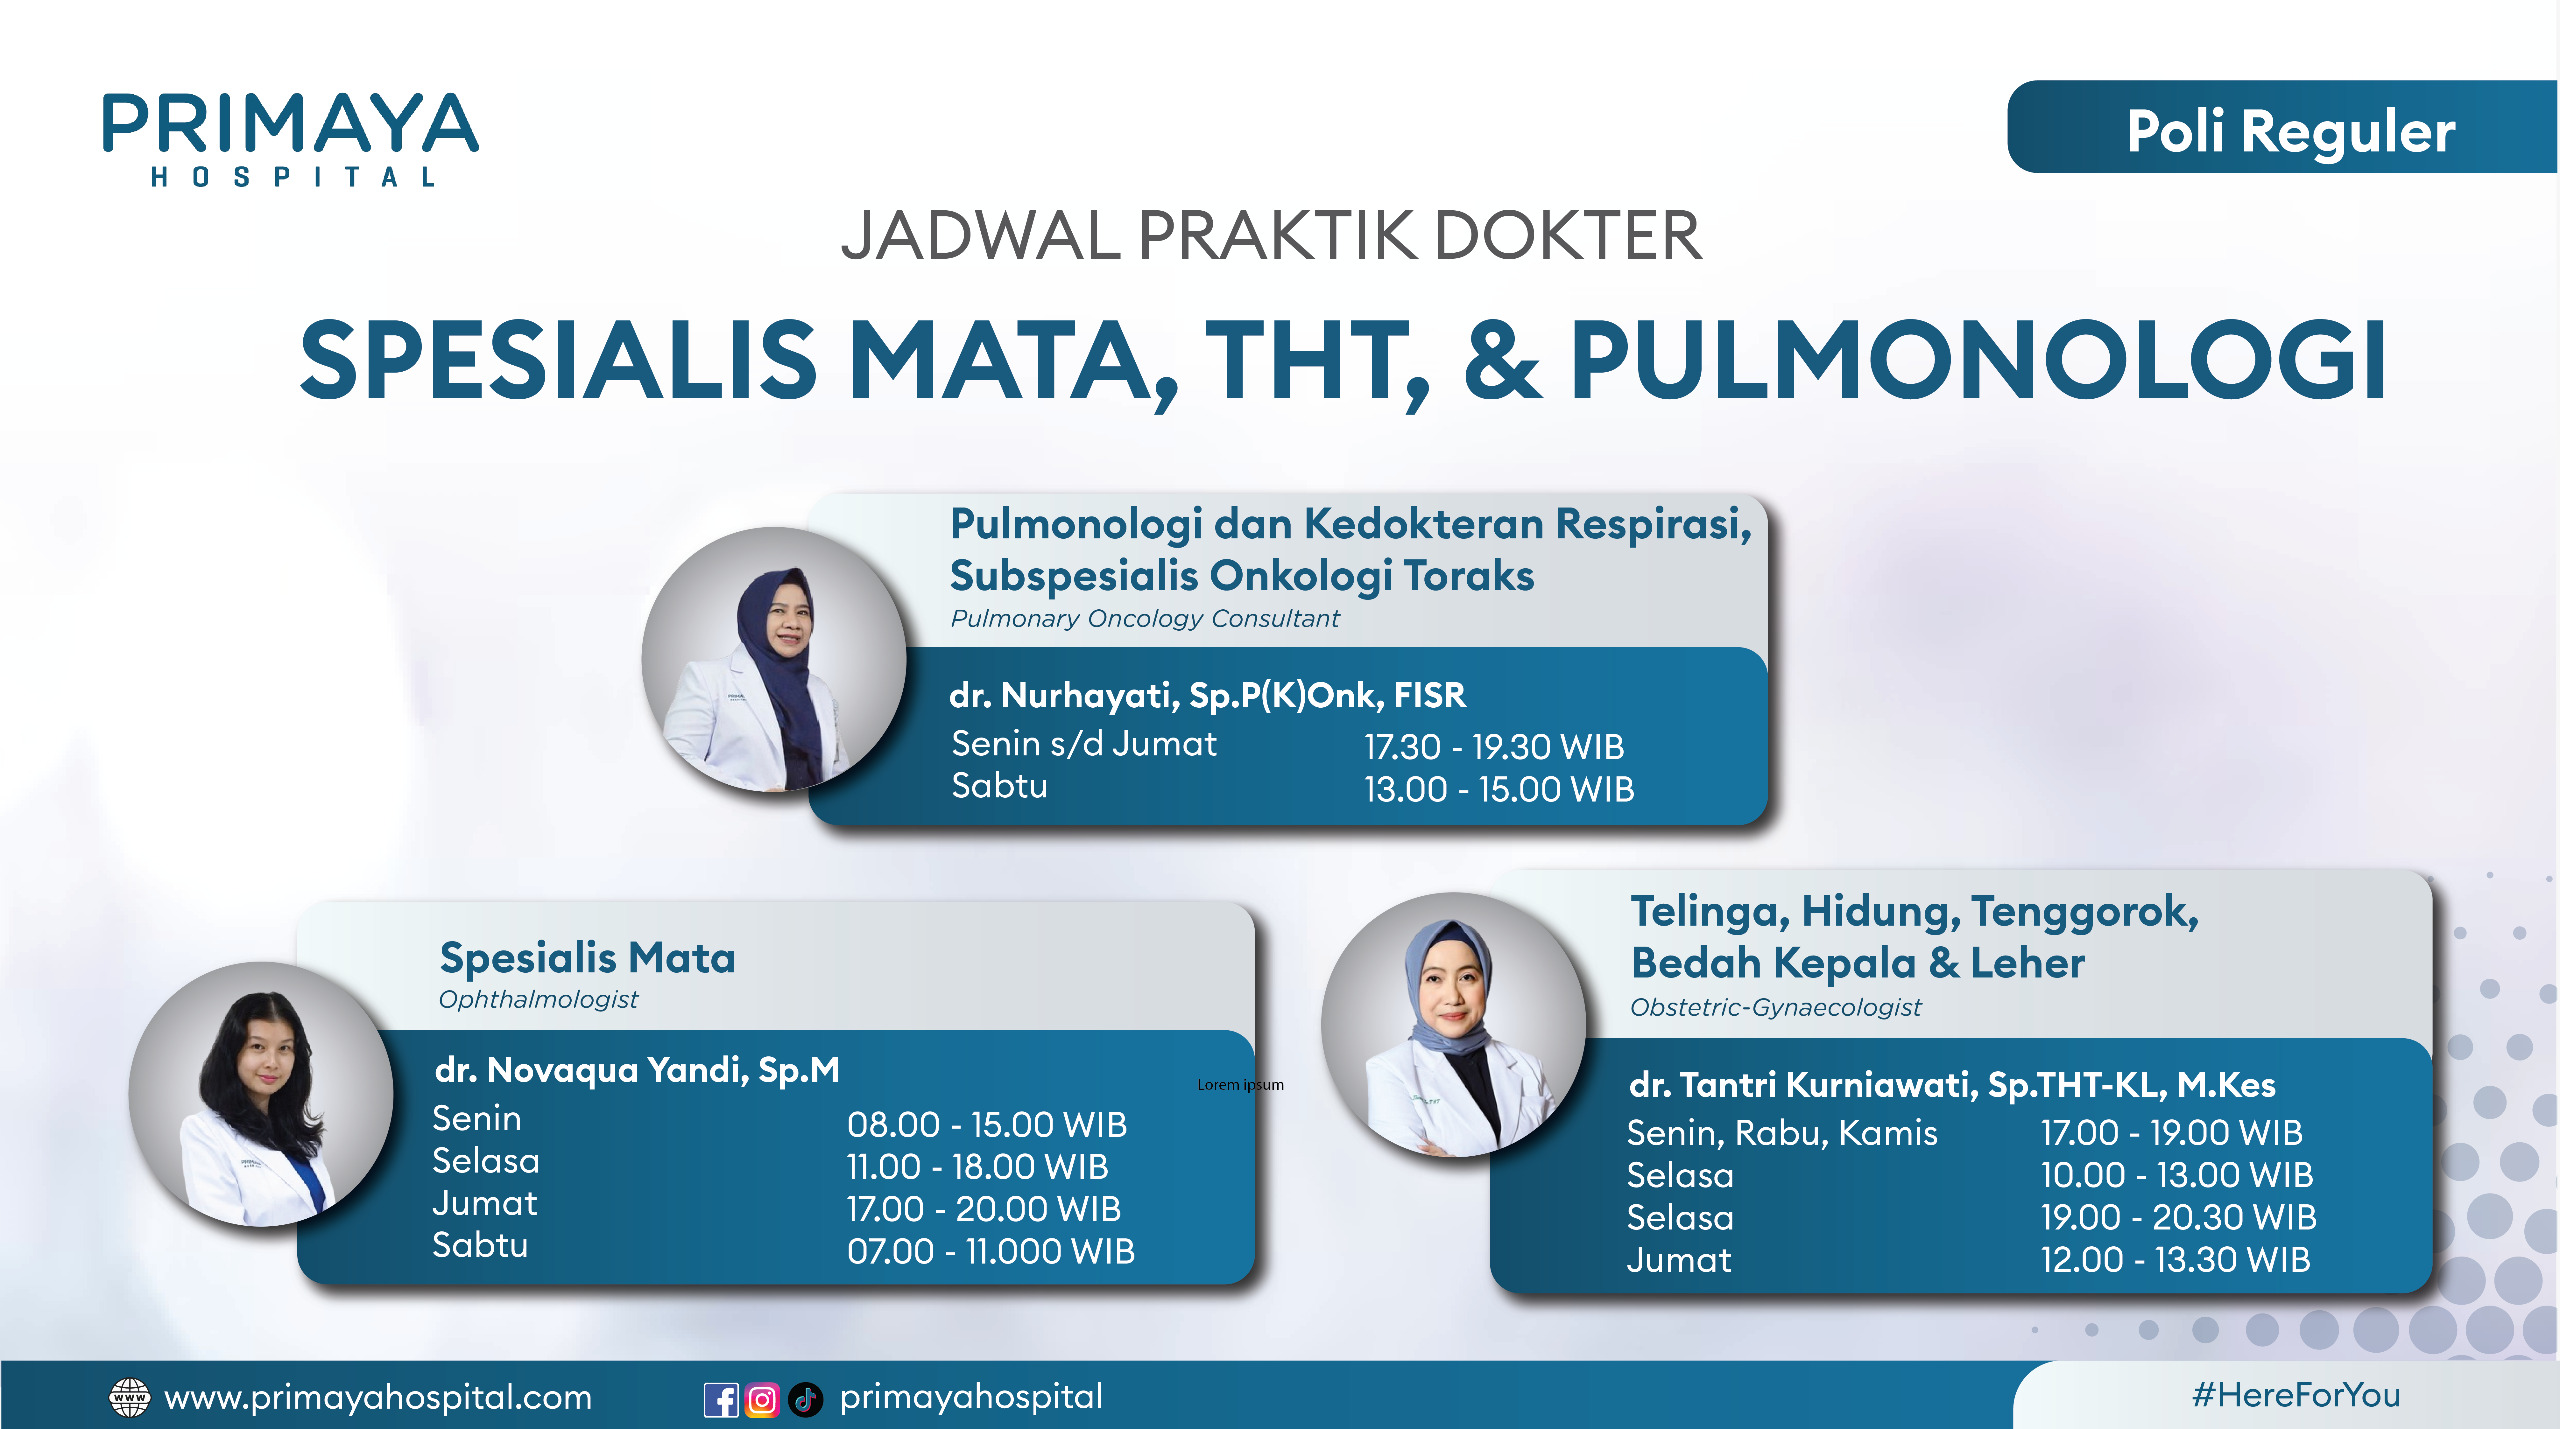 PRIMAYA
HOSPITAL
Poli Reguler
JADWAL PRAKTIK DOKTER
SPESIALIS MATA, THT, & PULMONOLOGI
Pulmonologi dan Kedokteran Respirasi,
Subspesialis Onkologi Toraks
Pulmonary Oncology Consultant
dr. Nurhayati, Sp.P(K)Onk, FISR
Senin s/d Jumat 17.30 - 19.30 WIB
Sabtu 13.00 - 15.00 WIB
Spesialis Mata
Ophthalmologist
dr. Novaqua Yandi, Sp.M
Lorem ipsum
Senin 08.00 - 15.00 WIB
Selasa 11.00 - 18.00 WIB
Jumat 17.00 - 20.00 WIB
Sabtu 07.00 - 11.000 WIB
Telinga, Hidung, Tenggorok,
Bedah Kepala & Leher
Obstetric-Gynaecologist
dr. Tantri Kurniawati, Sp.THT-KL, M.Kes
Senin, Rabu, Kamis 17.00 - 19.00 WIB
Selasa 10.00 - 13.00 WIB
Selasa 19.00 - 20.30 WIB
Jumat 12.00 - 13.30 WIB
www.primayahospital.com
primayahospital
#HereForYou